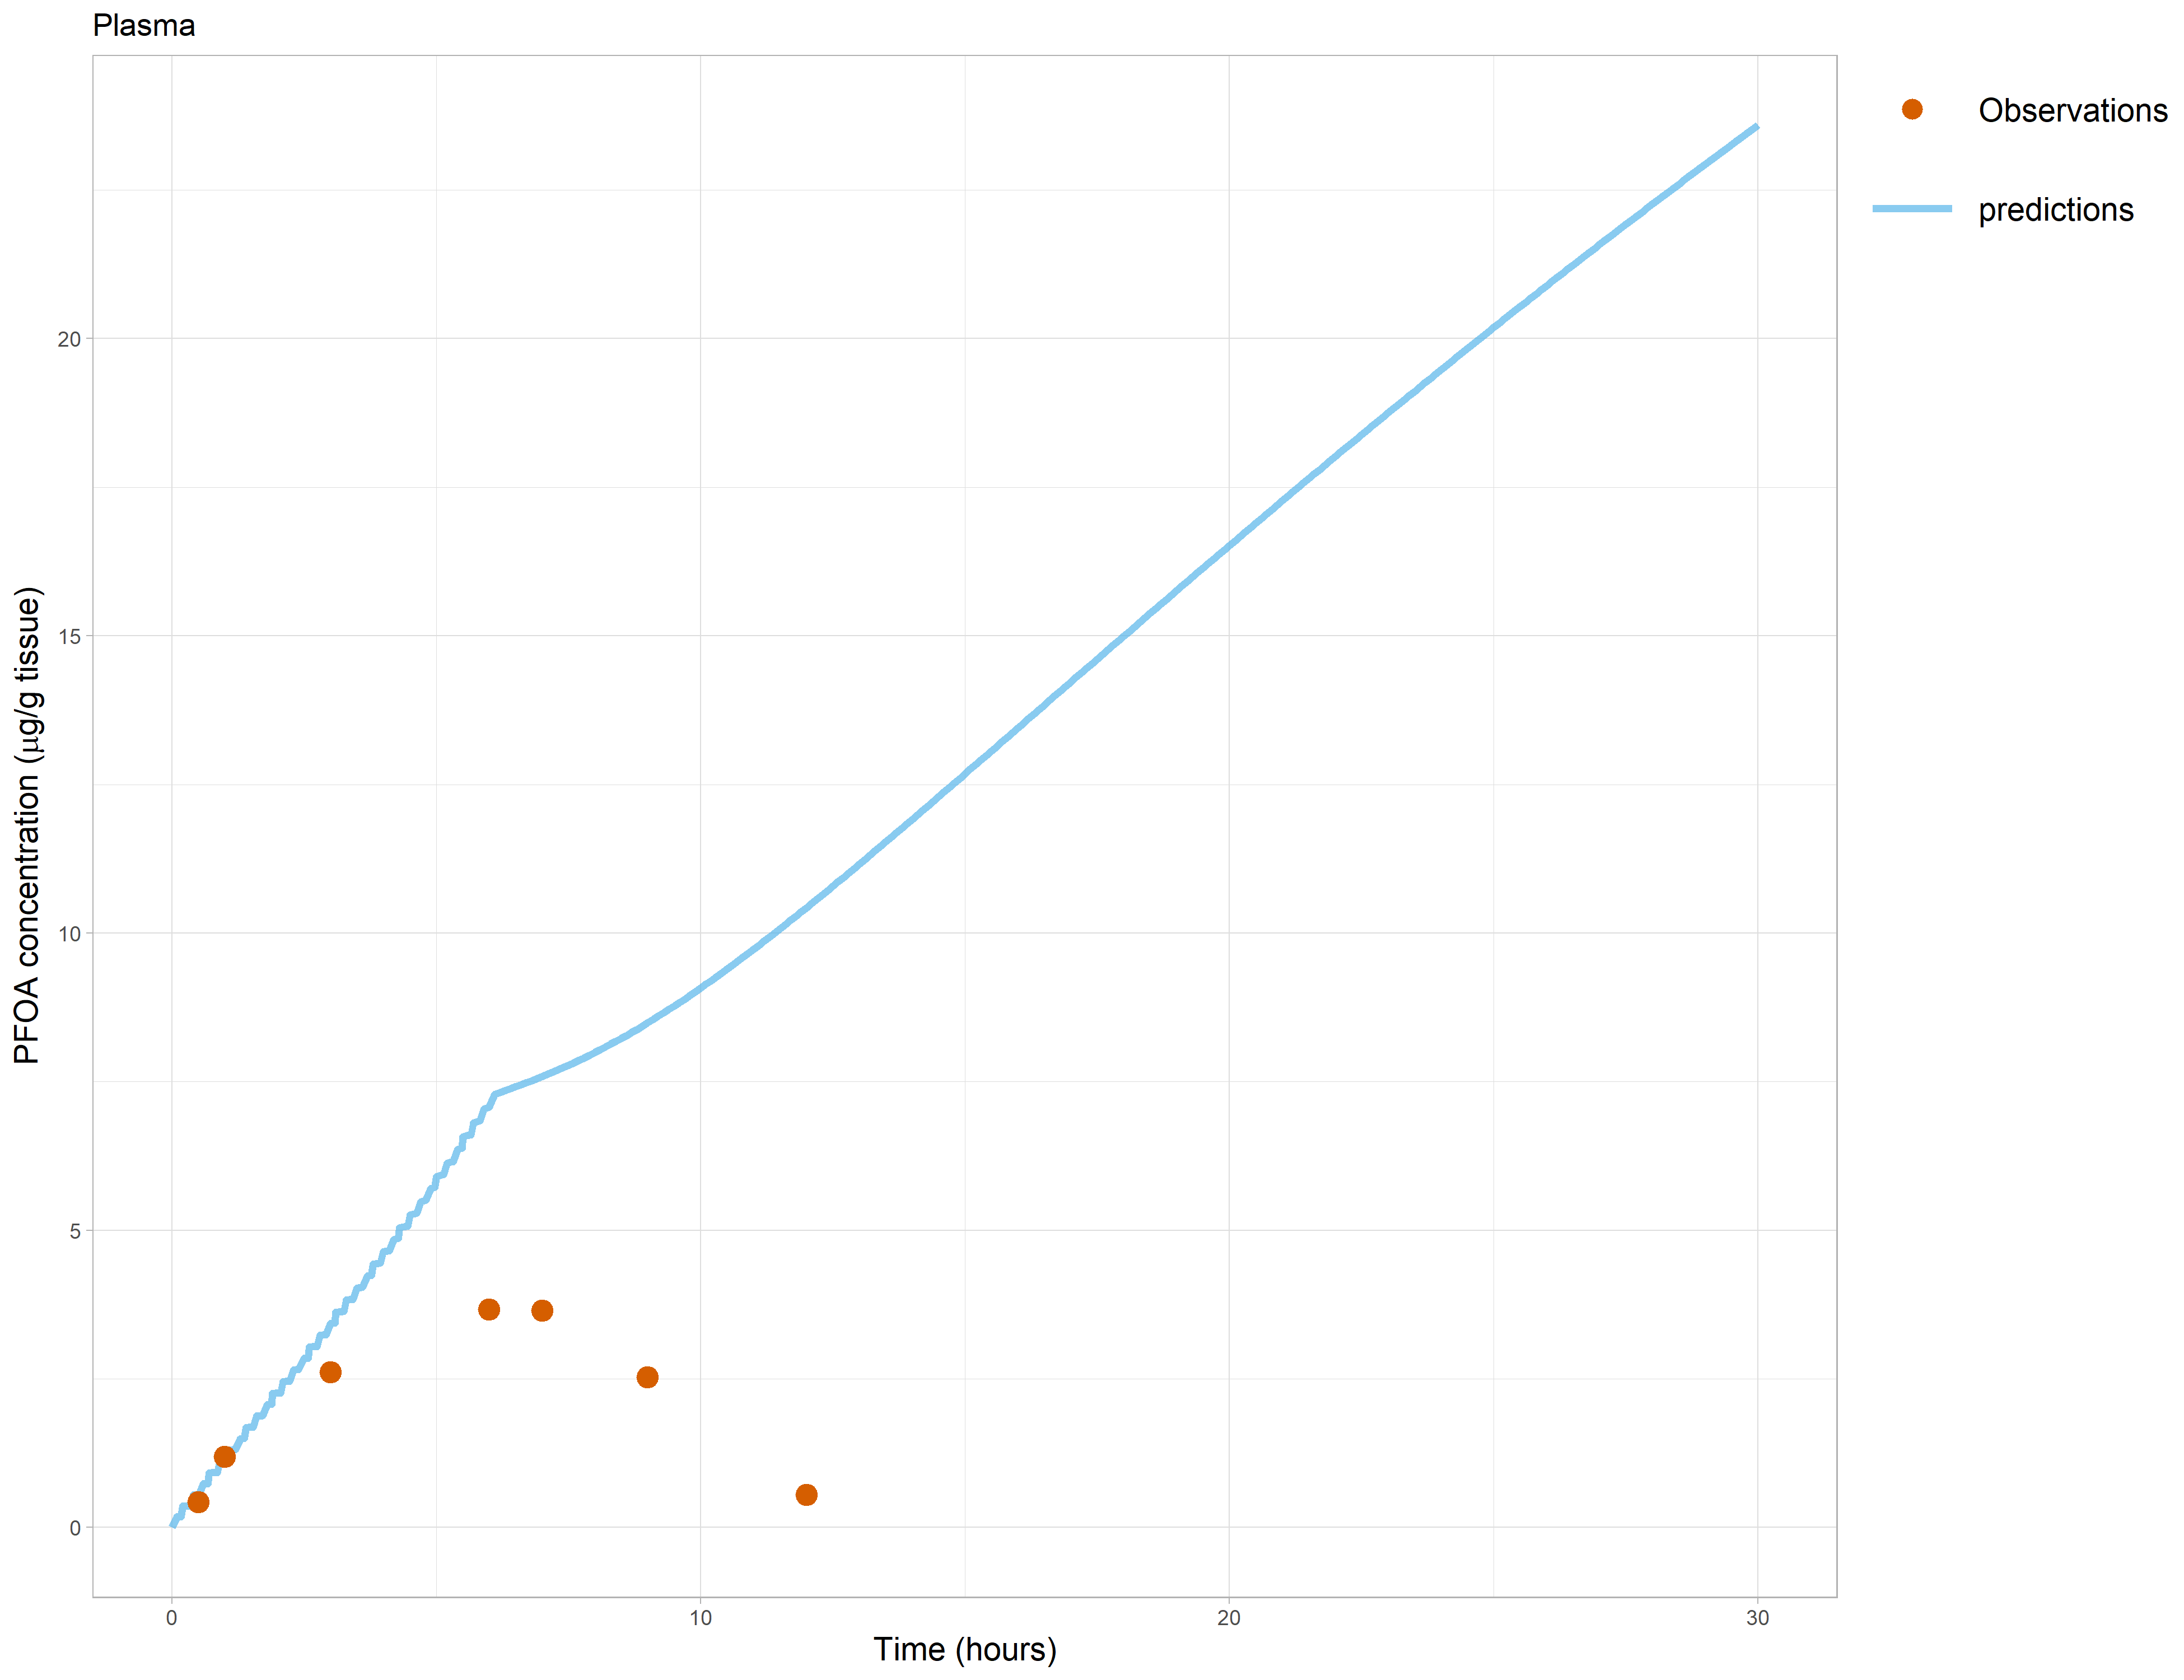 Plasma
PFOA concentration (μg/g tissue)
20
15
10
5
0
0 10 20 30
Time (hours)
Observations
predictions